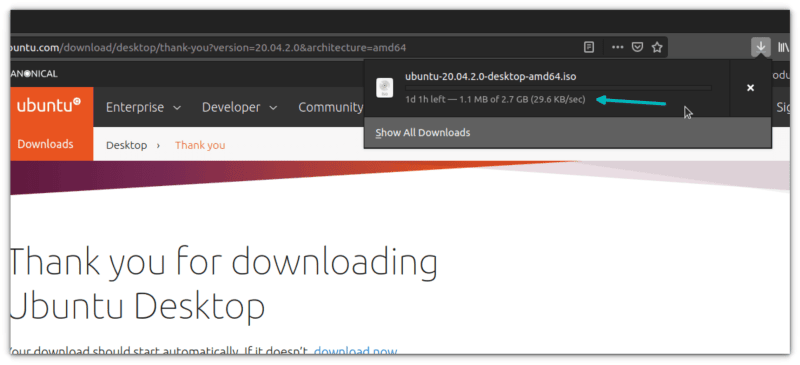 buntu.com/download/desktop/thank-you?version=20.04.2.0&architecture=amd64
ANONICAL
ubuntu-20.04.2.0-desktop-amd64.iso
1d 1h left — 1.1 MB of 2.7 GB (29.6 KB/sec)
Show All Downloads
ubuntu Enterprise Developer Community
Downloads Desktop › Thank you
Thank you for downloading
Ubuntu Desktop
Your download should start automatically. If it doesn't, download now